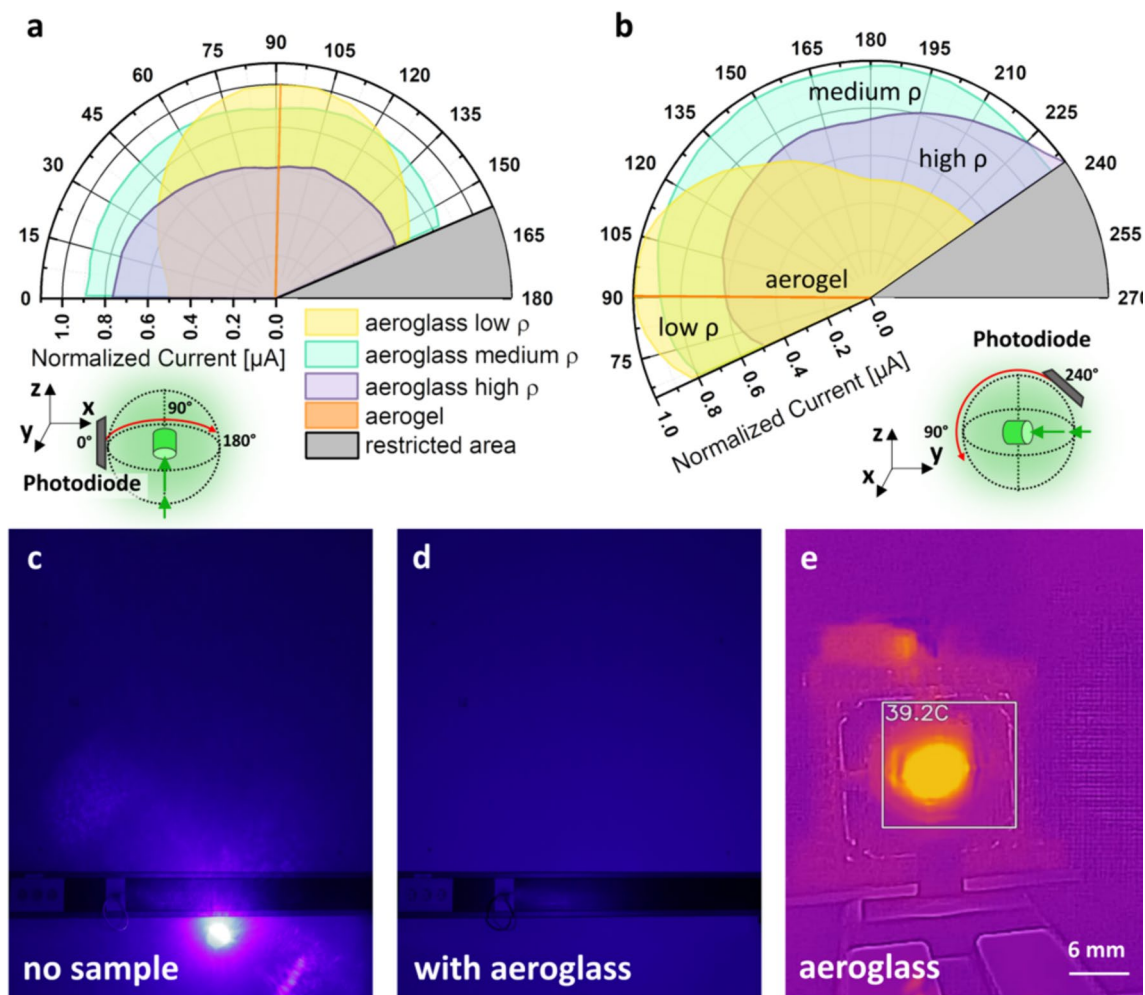 a
0
15
30
45
60
75
90
105
120
135
150
165
180
1.0 0.8 0.6 0.4 0.2 0.0
Normalized Current [µA]
aeroglass low ρ
aeroglass medium ρ
aeroglass high ρ
aerogel
restricted area
z
x
y
0°
90°
180°
Photodiode
b
75
90
105
120
135
150
165
180
195
210
225
240
255
270
medium ρ
high ρ
aerogel
low ρ
1.0 0.8 0.6 0.4 0.2 0.0
Normalized Current [µA]
Photodiode
240°
90°
z
y
x
c
no sample
d
with aeroglass
e
39.2C
aeroglass
6 mm